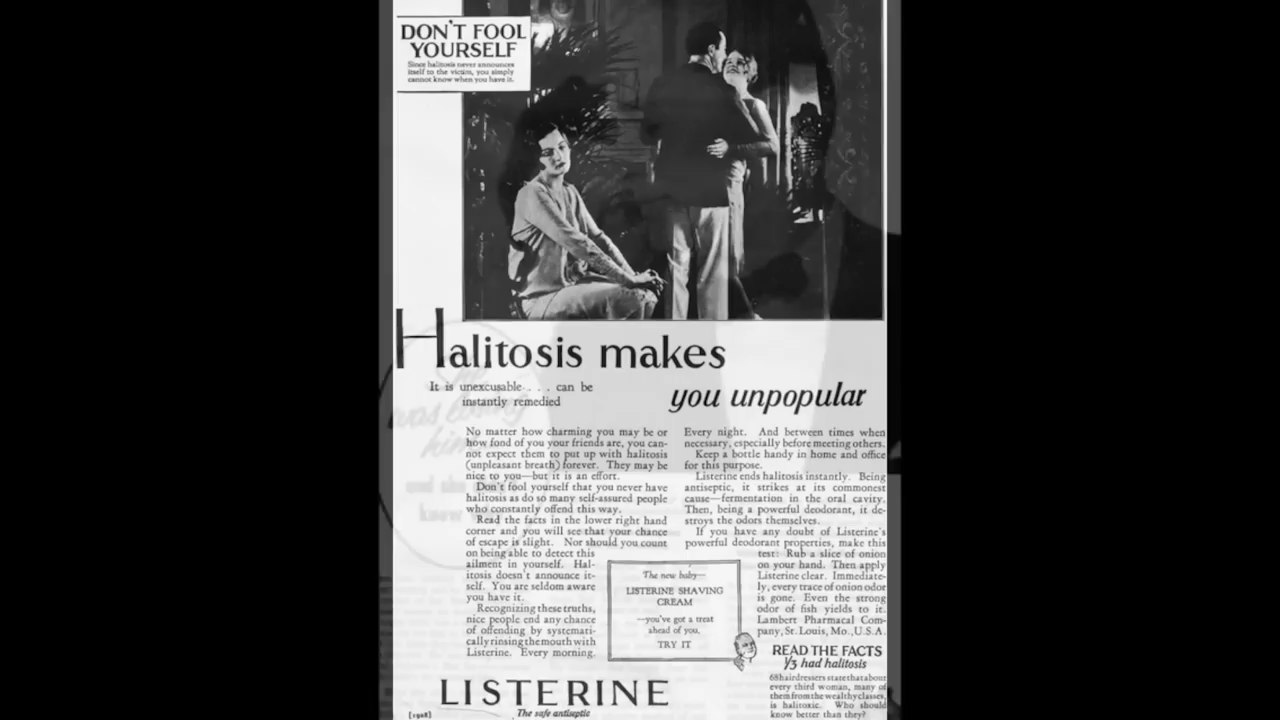 DON'T FOOL
YOURSELF
Since halitosis never announces
itself to the victim, you simply
cannot know when you have it.
Halitosis makes
you unpopular
It is unexcusable . . . can be
instantly remedied
No matter how charming you may be or
how fond of you your friends are, you can-
not expect them to put up with halitosis
(unpleasant breath) forever. They may be
nice to you—but it is an effort.
Don't fool yourself that you never have
halitosis as do so many self-assured people
who constantly offend this way.
Read the facts in the lower right hand
corner and you will see that your chance
of escape is slight. Nor should you count
on being able to detect this
ailment in yourself. Hal-
itosis doesn't announce it-
self. You are seldom aware
you have it.
Recognizing these truths,
nice people end any chance
of offending by systemati-
cally rinsing the mouth with
Listerine. Every morning.
Every night. And between times when
necessary, especially before meeting others.
Keep a bottle handy in home and office
for this purpose.
Listerine ends halitosis instantly. Being
antiseptic, it strikes at its commonest
cause—fermentation in the oral cavity.
Then, being a powerful deodorant, it de-
stroys the odors themselves.
If you have any doubt of Listerine's
powerful deodorant properties, make this
test: Rub a slice of onion
on your hand. Then apply
Listerine clear. Immediate-
ly, every trace of onion odor
is gone. Even the strong
odor of fish yields to it.
Lambert Pharmacal Com-
pany, St. Louis, Mo., U.S.A.
The new baby—
LISTERINE SHAVING
CREAM
—you've got a treat
ahead of you.
TRY IT
READ THE FACTS
1/3 had halitosis
68 hairdressers state that about
every third woman, many of
them from the wealthy classes,
is halitoxic. Who should
know better than they?
LISTERINE
The safe antiseptic
[1928]
was losing